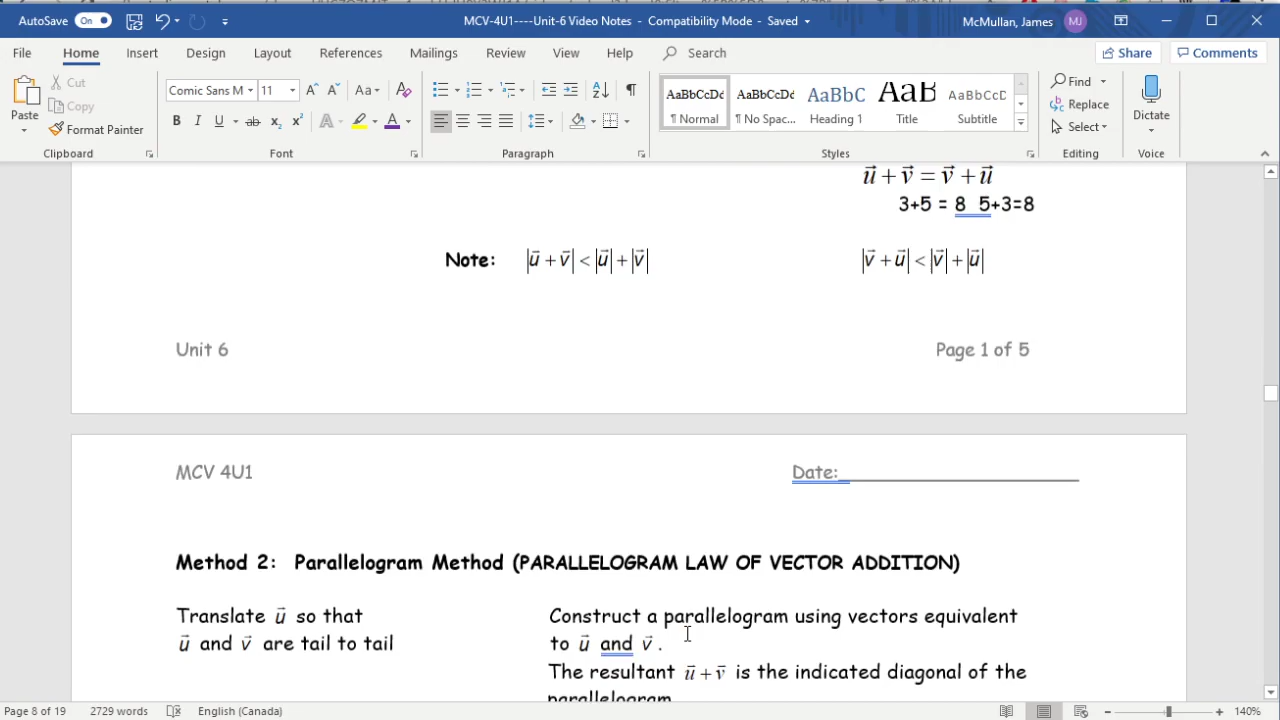 AutoSave On MCV-4U1----Unit-6 Video Notes - Compatibility Mode - Saved McMullan, James MJ
File Home Insert Design Layout References Mailings Review View Help Search Share Comments
Paste Cut Copy Format Painter
Comic Sans M 11 Aa
AaBbCcDd ¶ Normal
AaBbCcDd ¶ No Spac...
AaBbC Heading 1
AaB Title
AaBbCcD Subtitle
Find Replace Select
Dictate
Clipboard Font Paragraph Styles Editing Voice
u⃗ + v⃗ = v⃗ + u⃗
3+5 = 8 5+3=8
Note: |u⃗ + v⃗| < |u⃗| + |v⃗| |v⃗ + u⃗| < |v⃗| + |u⃗|
Unit 6 Page 1 of 5
MCV 4U1 Date:
Method 2: Parallelogram Method (PARALLELOGRAM LAW OF VECTOR ADDITION)
Translate u⃗ so that
u⃗ and v⃗ are tail to tail
Construct a parallelogram using vectors equivalent
to u⃗ and v⃗ .
The resultant u⃗ + v⃗ is the indicated diagonal of the
parallelogram
Page 8 of 19 2729 words English (Canada) 140%